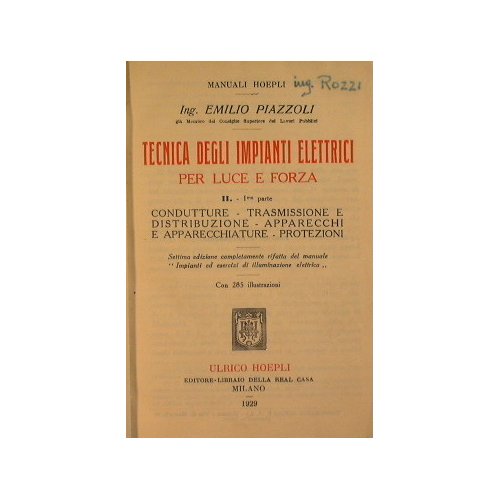 MANUALI HOEPLI
ing. Rozzi
Ing. EMILIO PIAZZOLI
già Membro del Consiglio Superiore dei Lavori Pubblici
TECNICA DEGLI IMPIANTI ELETTRICI
PER LUCE E FORZA
II. - 1ma parte
CONDUTTURE - TRASMISSIONE E
DISTRIBUZIONE - APPARECCHI
E APPARECCHIATURE - PROTEZIONI
Settima edizione completamente rifatta del manuale
"Impianti ed esercizi di illuminazione elettrica„
Con 285 illustrazioni
ULRICO HOEPLI
EDITORE-LIBRAIO DELLA REAL CASA
MILANO
1929